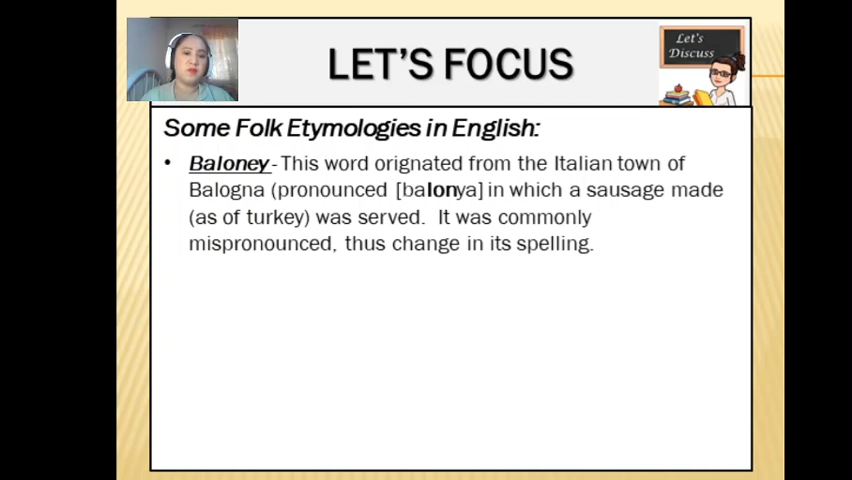 LET'S FOCUS
Let's
Discuss
Some Folk Etymologies in English:
• Baloney - This word orignated from the Italian town of
Balogna (pronounced [balonya] in which a sausage made
(as of turkey) was served. It was commonly
mispronounced, thus change in its spelling.